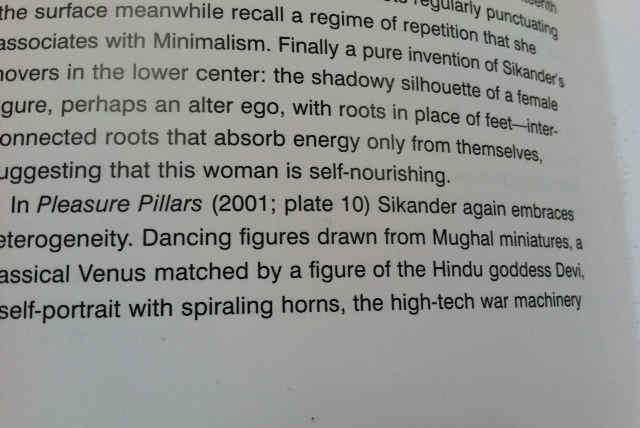 regularly punctuating
the surface meanwhile recall a regime of repetition that she
associates with Minimalism. Finally a pure invention of Sikander's
overs in the lower center: the shadowy silhouette of a female
gure, perhaps an alter ego, with roots in place of feet—inter-
onnected roots that absorb energy only from themselves,
uggesting that this woman is self-nourishing.
In Pleasure Pillars (2001; plate 10) Sikander again embraces
eterogeneity. Dancing figures drawn from Mughal miniatures, a
assical Venus matched by a figure of the Hindu goddess Devi,
self-portrait with spiraling horns, the high-tech war machinery